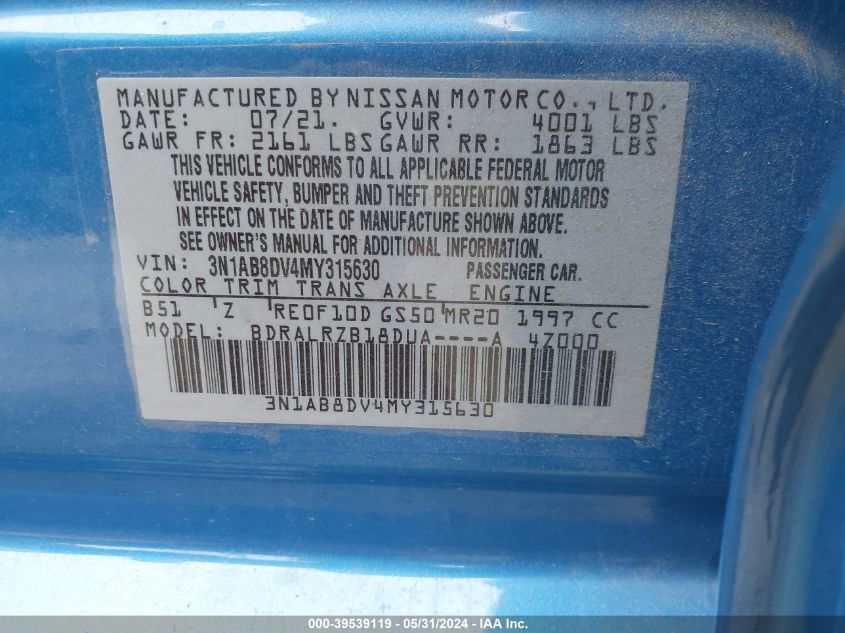 MANUFACTURED BY NISSAN MOTOR CO., LTD.
DATE: 07/21. GVWR: 4001 LBS
GAWR FR: 2161 LBS GAWR RR: 1863 LBS
THIS VEHICLE CONFORMS TO ALL APPLICABLE FEDERAL MOTOR
VEHICLE SAFETY, BUMPER AND THEFT PREVENTION STANDARDS
IN EFFECT ON THE DATE OF MANUFACTURE SHOWN ABOVE.
SEE OWNER'S MANUAL FOR ADDITIONAL INFORMATION.
VIN: 3N1AB8DV4MY315630 PASSENGER CAR.
COLOR TRIM TRANS AXLE ENGINE
B51 Z RE0F10D GS50 MR20 1997 CC
MODEL: BDRALRZB18DUA----A 4Z000
3N1AB8DV4MY315630
000-39539119 - 05/31/2024 - COPYRIGHT IAA, LLC.